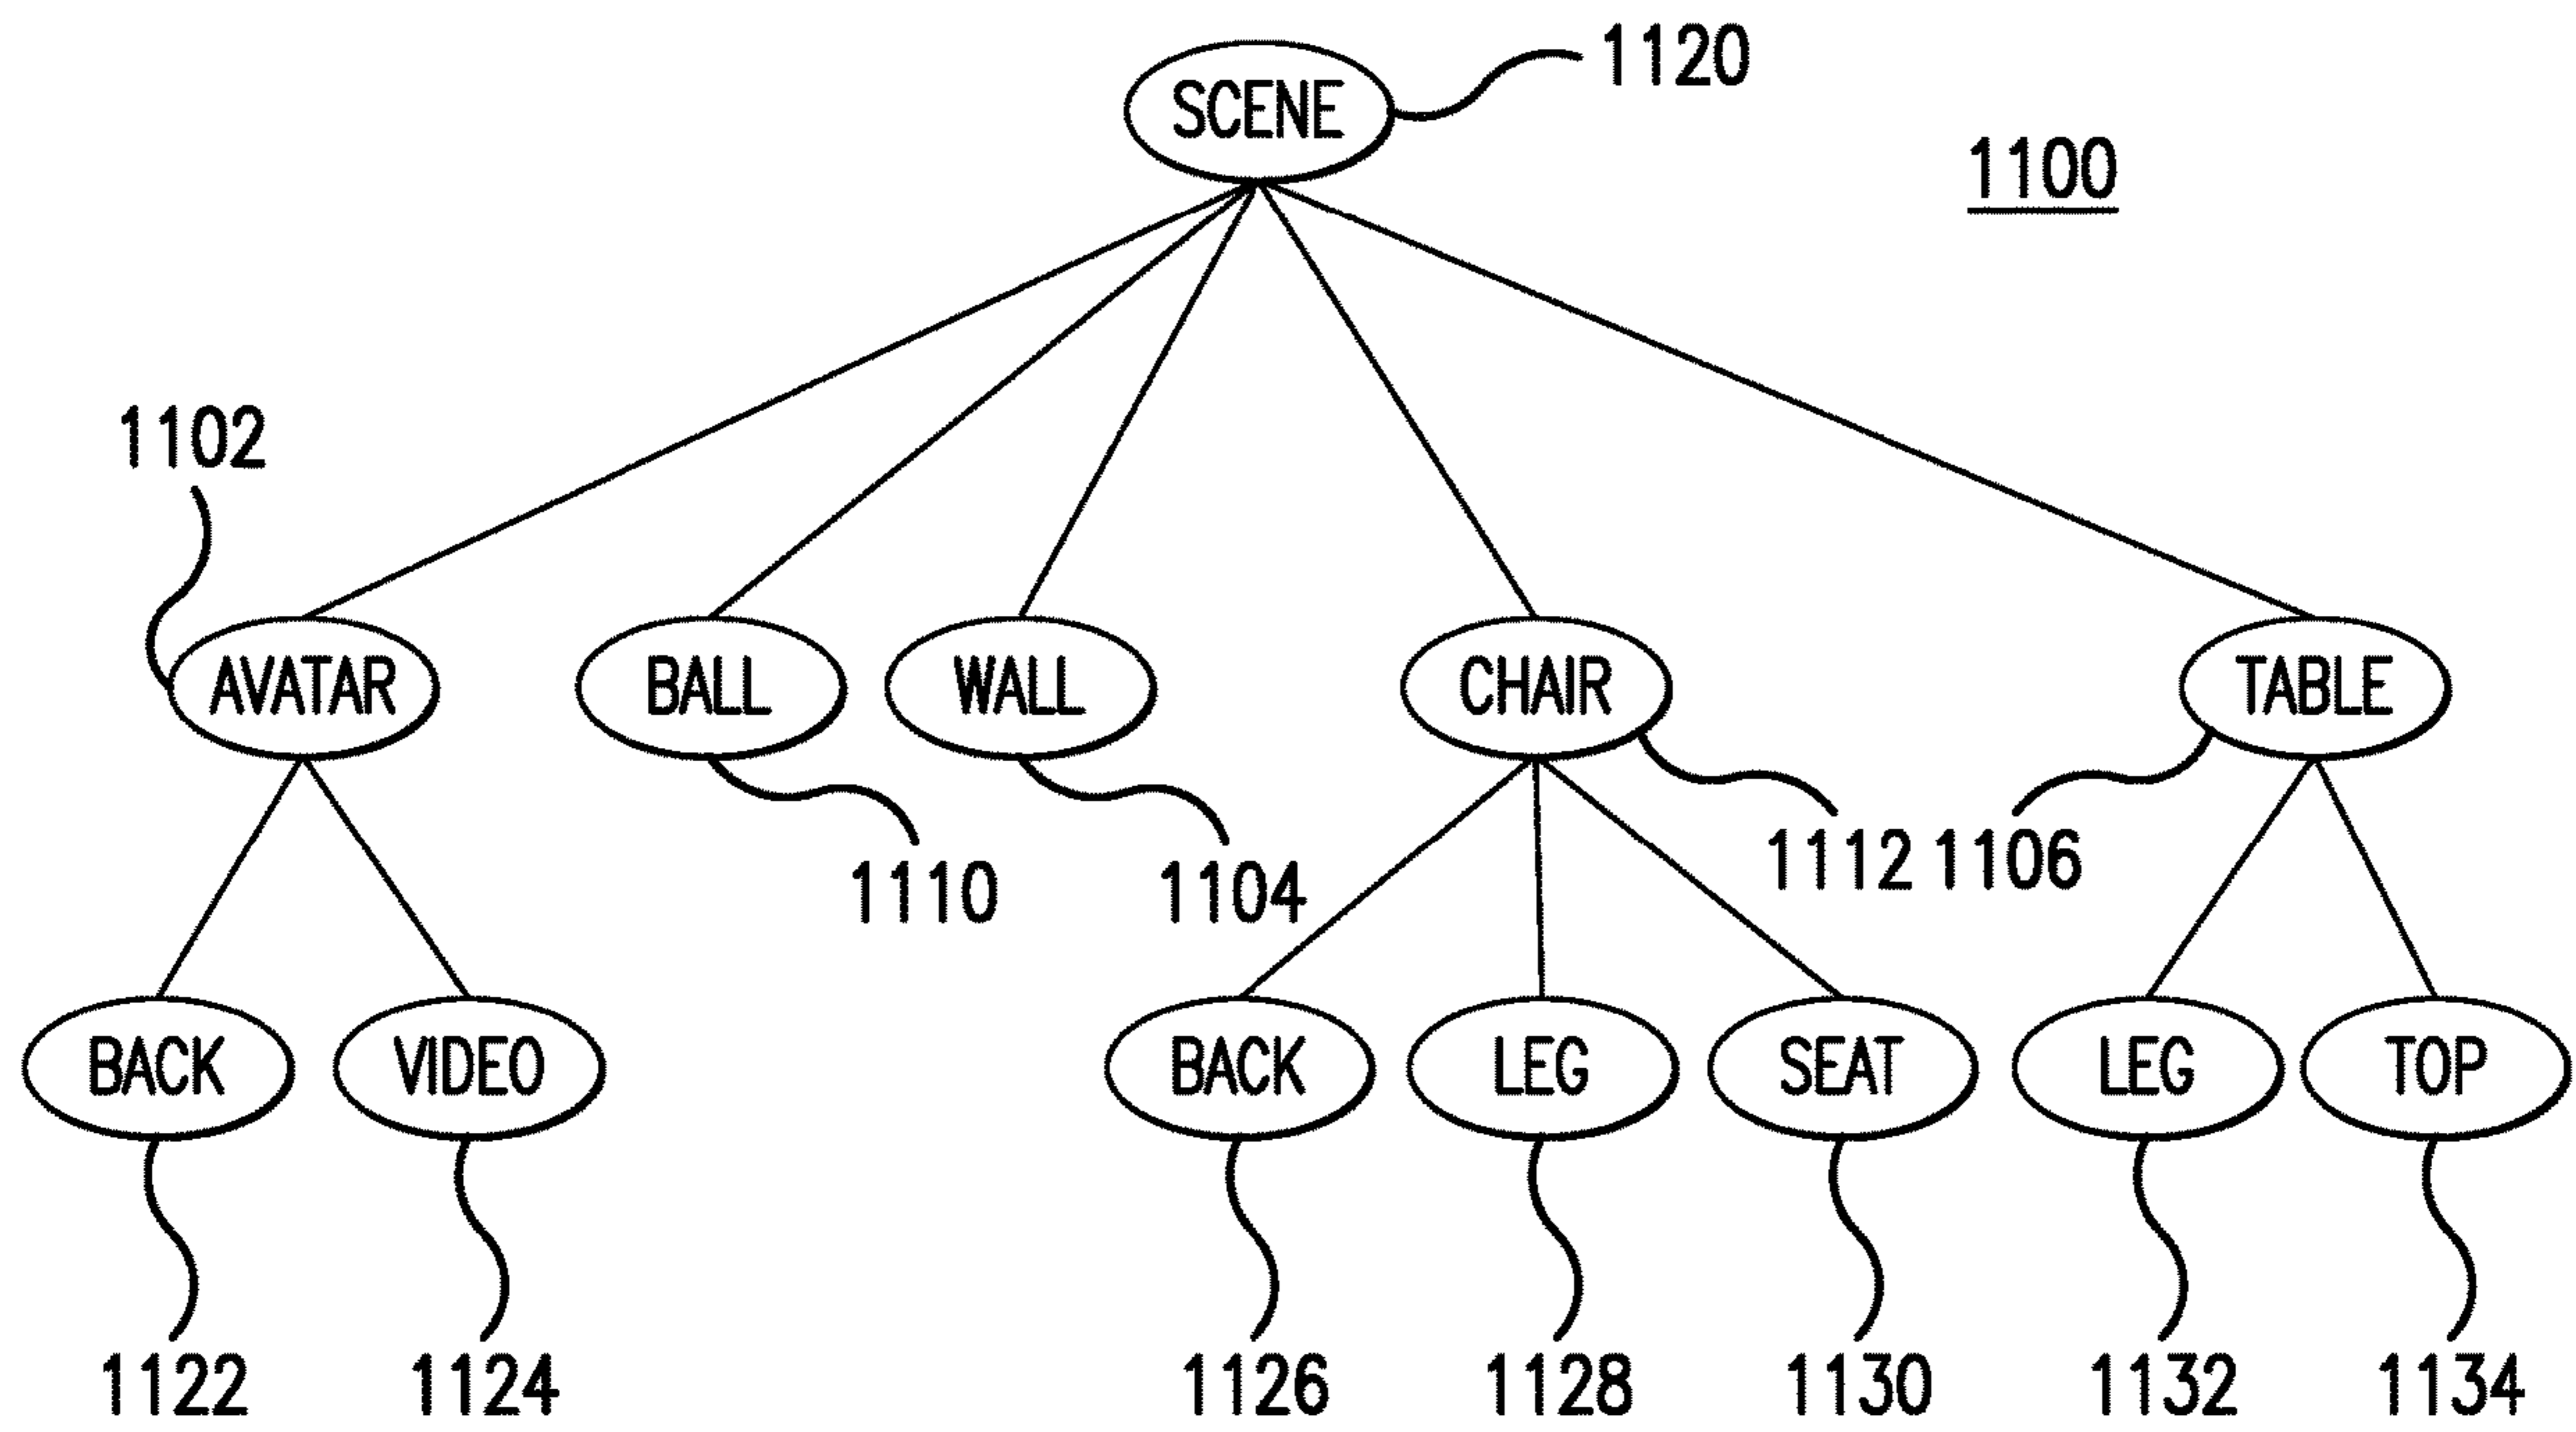 SCENE 1120
1100
1102
AVATAR BALL WALL CHAIR TABLE
1110 1104 1112 1106
BACK VIDEO BACK LEG SEAT LEG TOP
1122 1124 1126 1128 1130 1132 1134